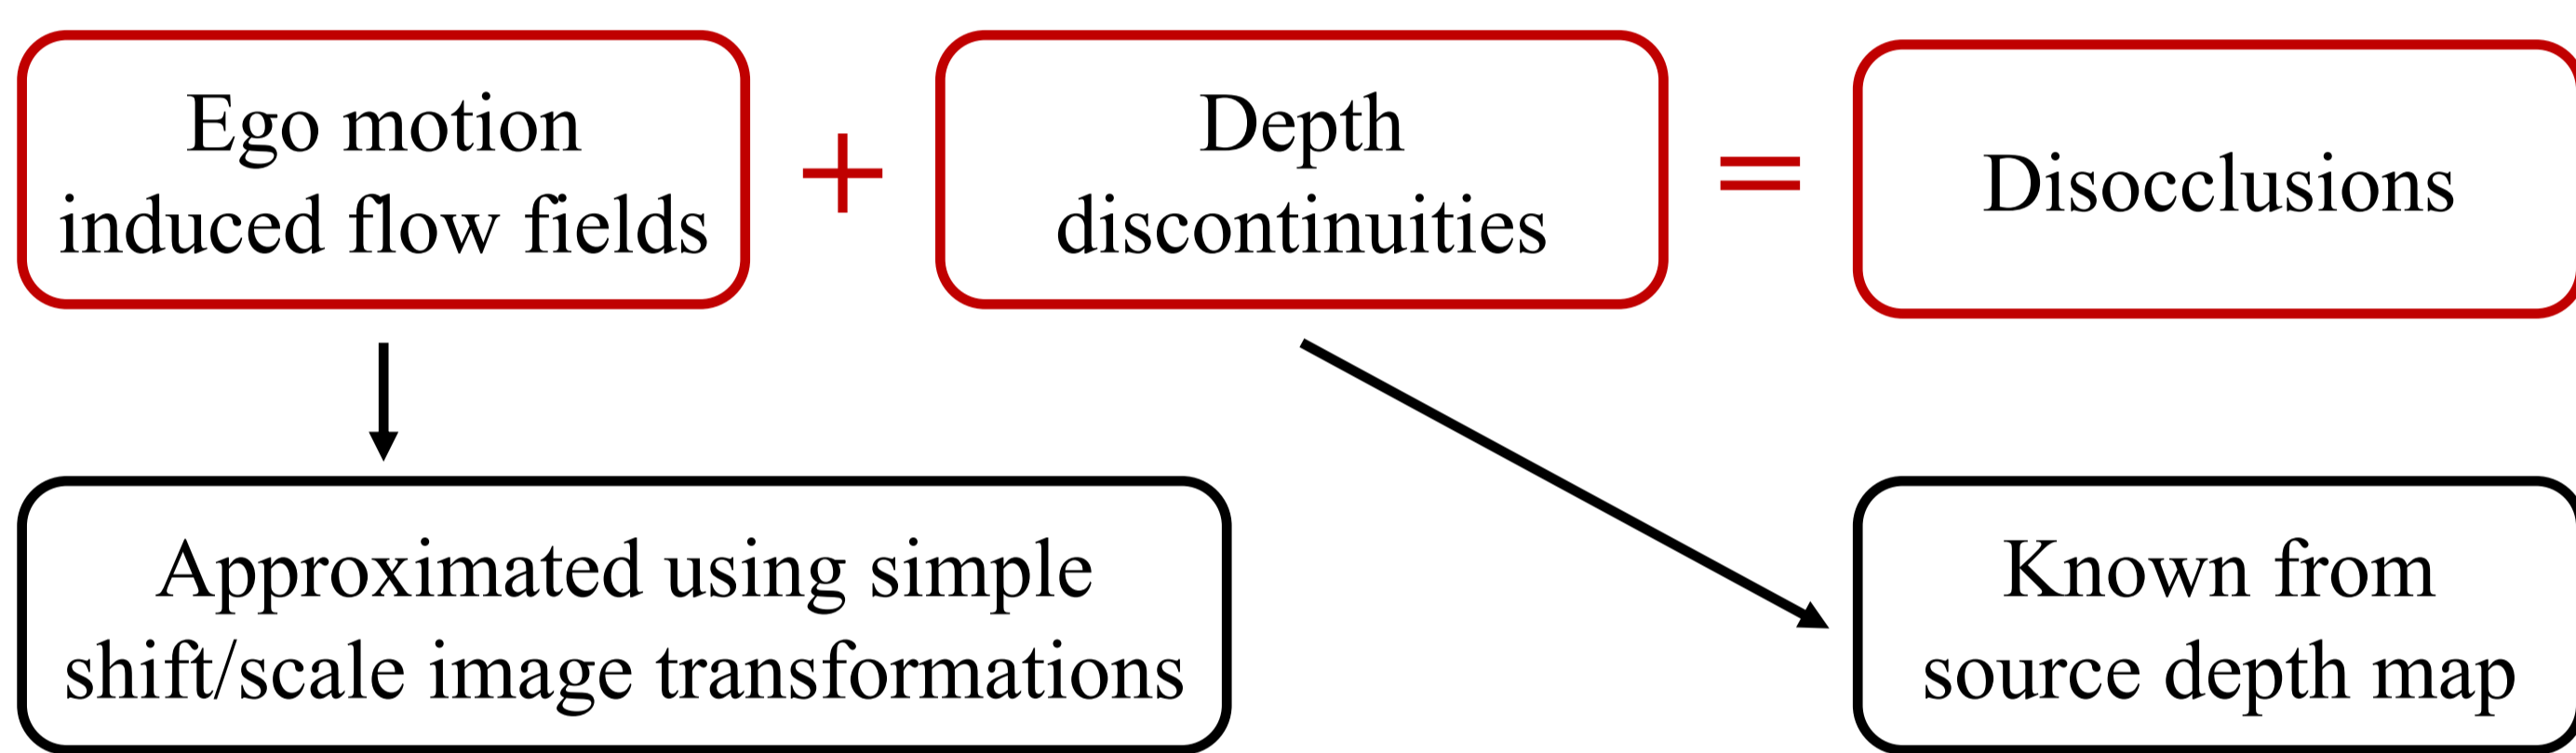 Ego motion
induced flow fields
+
Depth
discontinuities
=
Disocclusions
Approximated using simple
shift/scale image transformations
Known from
source depth map